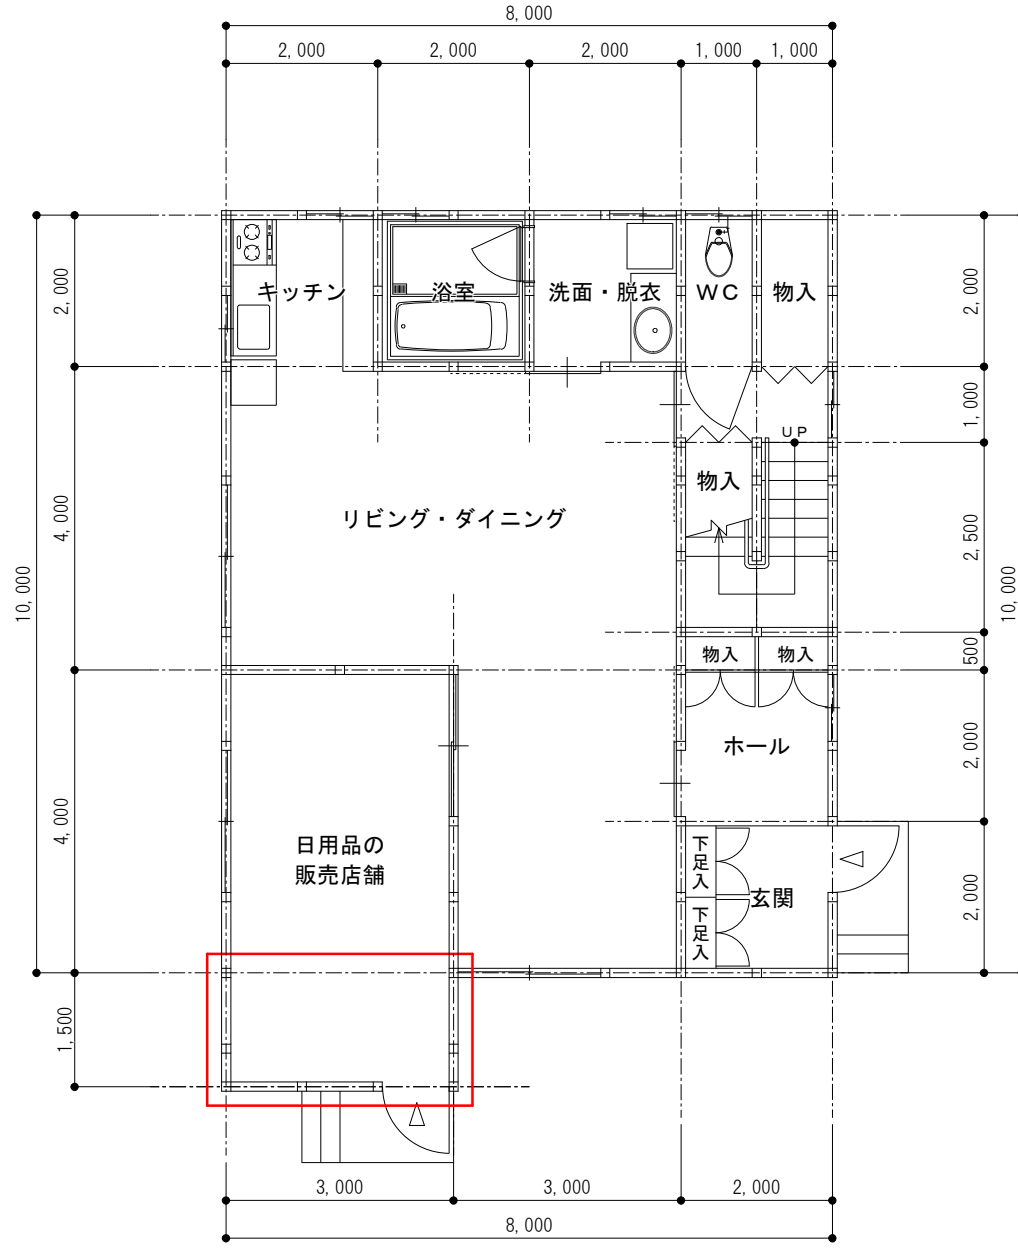 8,000
2,000
2,000
2,000
1,000
1,000
キッチン
浴室
洗面・脱衣
WC
物入
2,000
4,000
10,000
4,000
1,500
2,000
1,000
2,500
500
2,000
2,000
10,000
UP
物入
リビング・ダイニング
物入
物入
ホール
日用品の
販売店舗
下足入
下足入
玄関
3,000
3,000
2,000
8,000